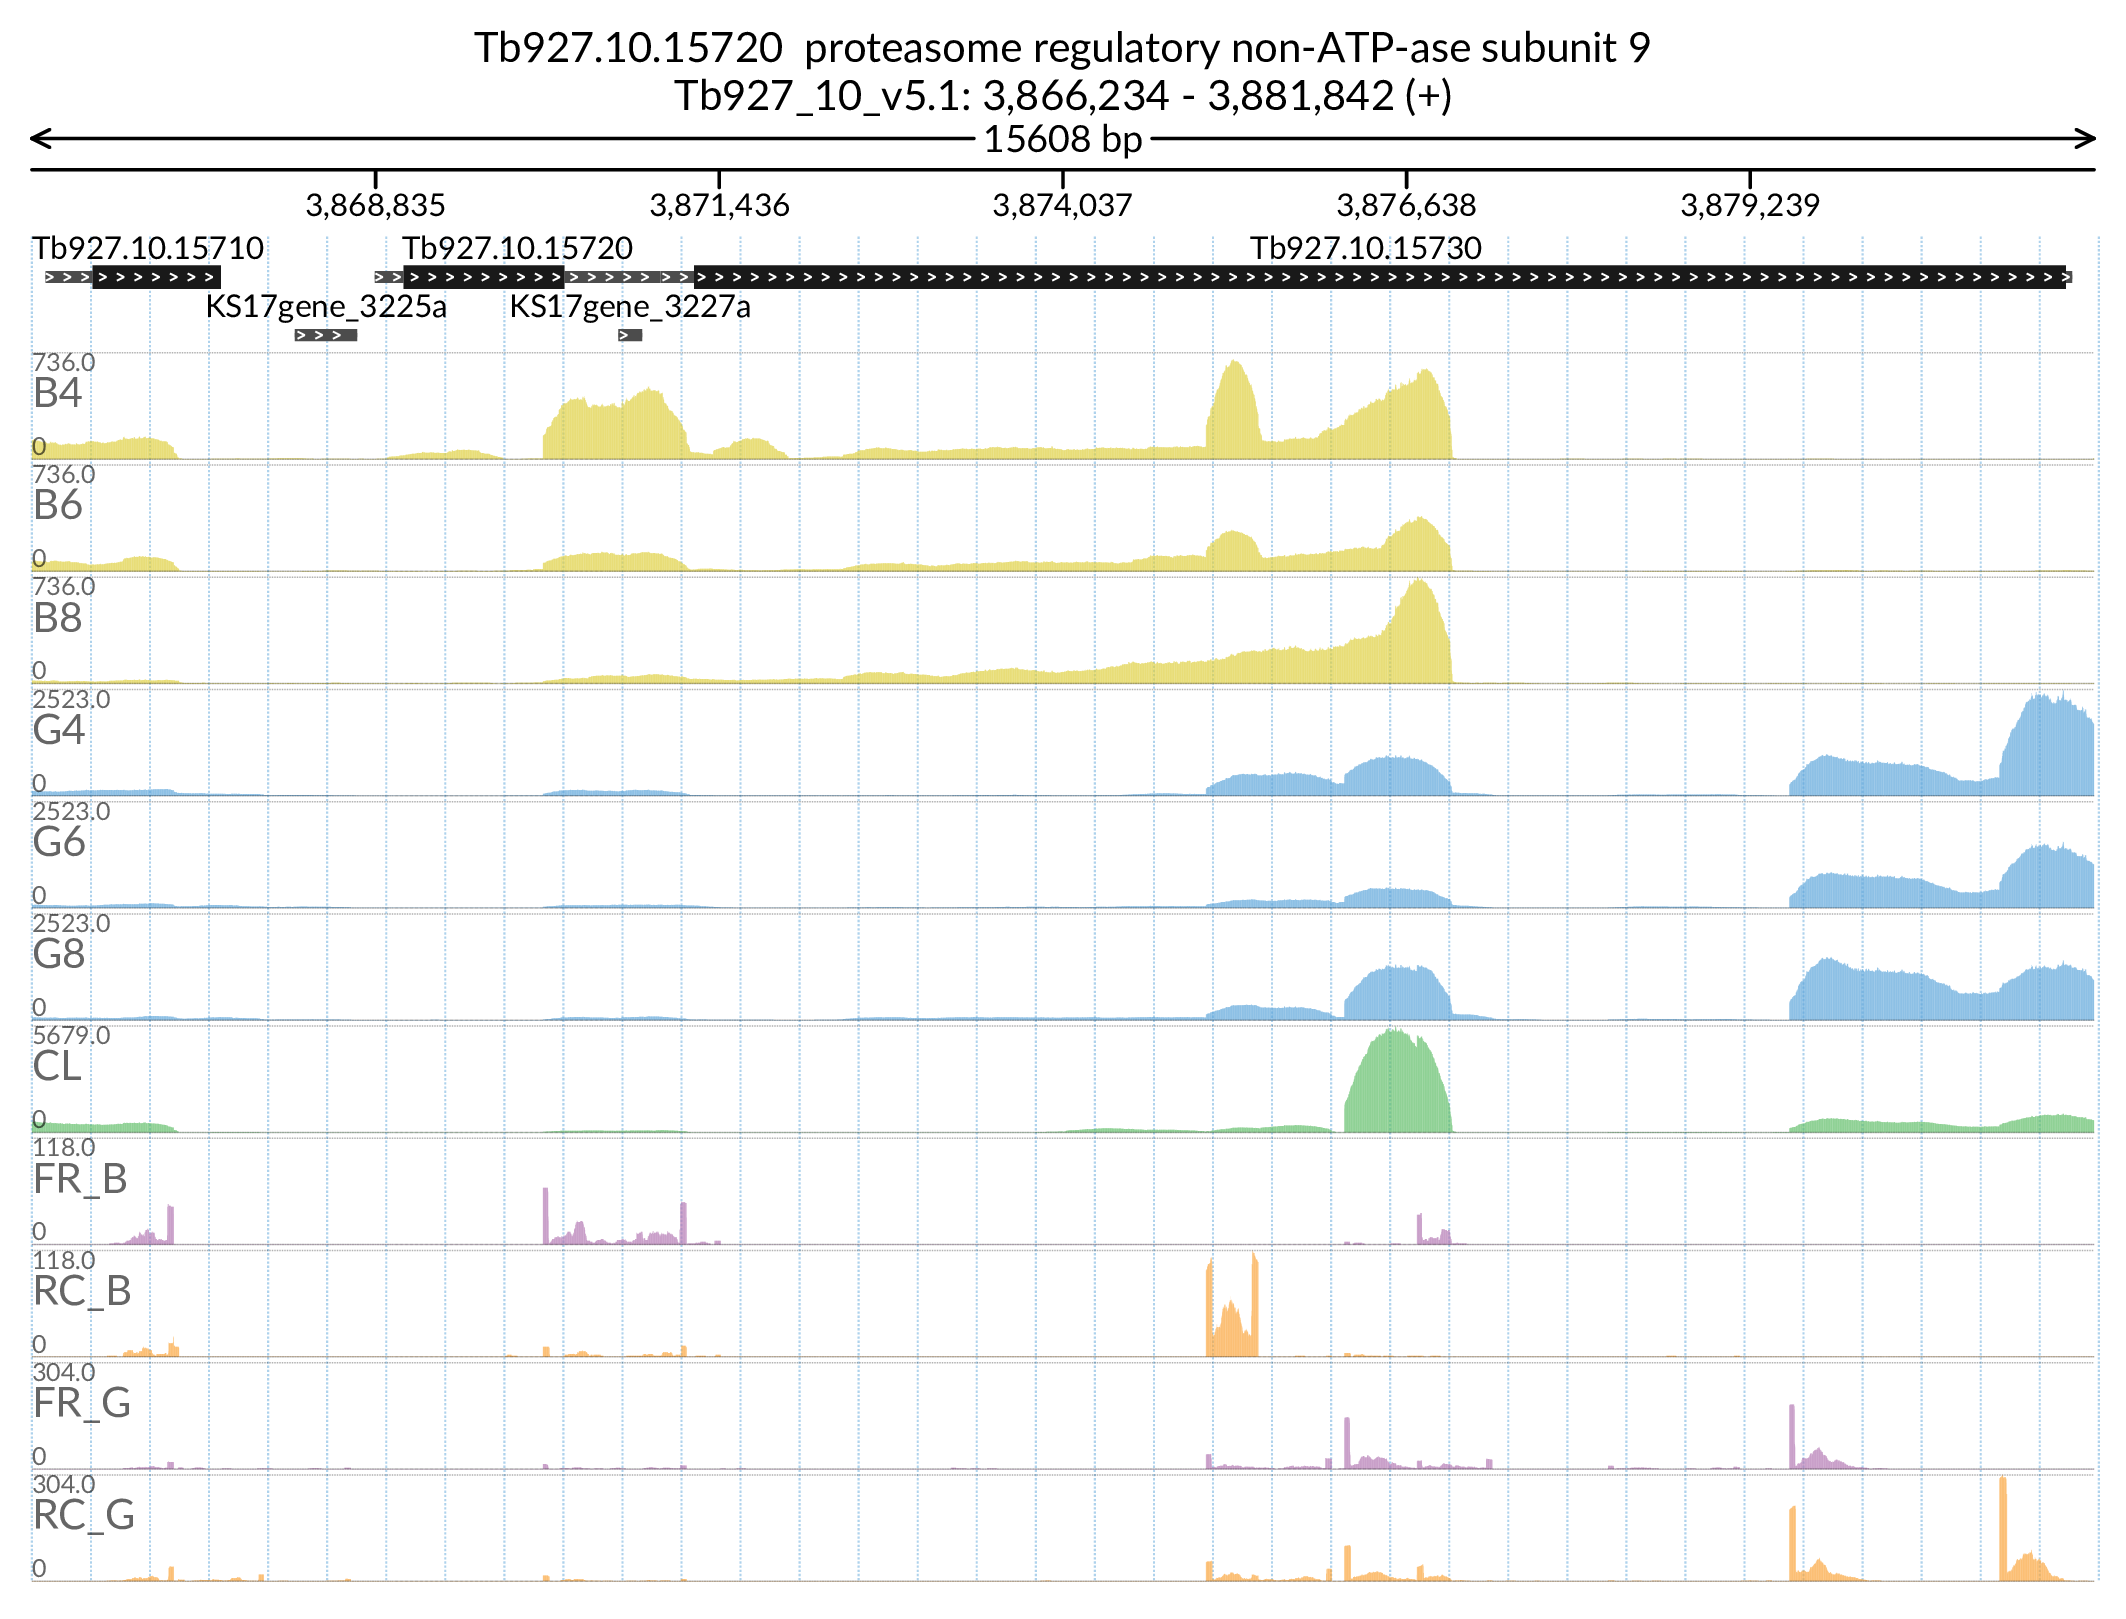 Tb927.10.15720  proteasome regulatory non-ATP-ase subunit 9
Tb927_10_v5.1: 3,866,234 - 3,881,842 (+)
15608 bp
3,868,835 3,871,436 3,874,037 3,876,638 3,879,239
Tb927.10.15710 Tb927.10.15720 Tb927.10.15730
KS17gene_3225a KS17gene_3227a
736.0
B4
0
736.0
B6
0
736.0
B8
0
2523.0
G4
0
2523.0
G6
0
2523.0
G8
0
5679.0
CL
0
118.0
FR_B
0
118.0
RC_B
0
304.0
FR_G
0
304.0
RC_G
0